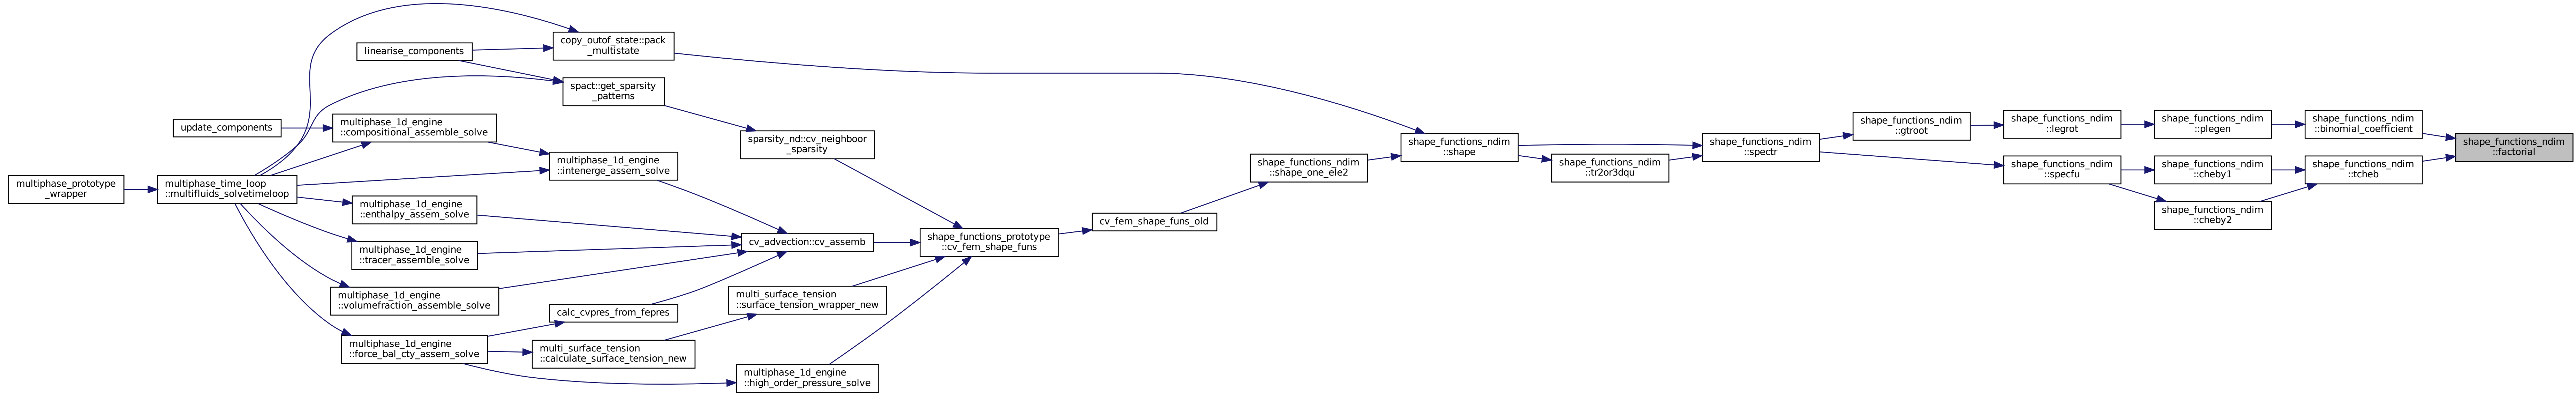 multiphase_prototype
_wrapper
multiphase_time_loop
::multifluids_solvetimeloop
update_components
linearise_components
multiphase_1d_engine
::compositional_assemble_solve
multiphase_1d_engine
::enthalpy_assem_solve
multiphase_1d_engine
::tracer_assemble_solve
multiphase_1d_engine
::volumefraction_assemble_solve
multiphase_1d_engine
::force_bal_cty_assem_solve
copy_outof_state::pack
_multistate
spact::get_sparsity
_patterns
multiphase_1d_engine
::intenerge_assem_solve
calc_cvpres_from_fepres
multi_surface_tension
::calculate_surface_tension_new
sparsity_nd::cv_neighboor
_sparsity
cv_advection::cv_assemb
multi_surface_tension
::surface_tension_wrapper_new
multiphase_1d_engine
::high_order_pressure_solve
shape_functions_prototype
::cv_fem_shape_funs
cv_fem_shape_funs_old
shape_functions_ndim
::shape_one_ele2
shape_functions_ndim
::shape
shape_functions_ndim
::tr2or3dqu
shape_functions_ndim
::spectr
shape_functions_ndim
::gtroot
shape_functions_ndim
::legrot
shape_functions_ndim
::specfu
shape_functions_ndim
::plegen
shape_functions_ndim
::cheby1
shape_functions_ndim
::cheby2
shape_functions_ndim
::binomial_coefficient
shape_functions_ndim
::tcheb
shape_functions_ndim
::factorial